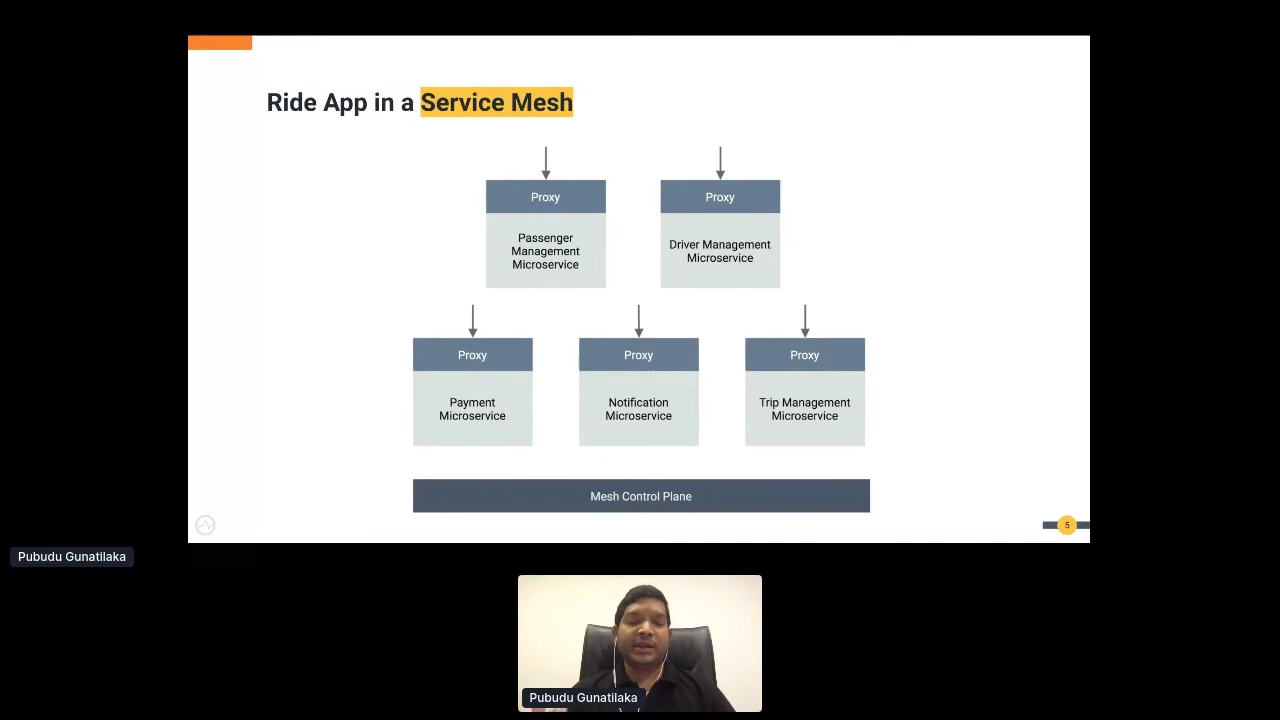 Ride App in a Service Mesh
Proxy
Passenger
Management
Microservice
Proxy
Driver Management
Microservice
Proxy
Payment
Microservice
Proxy
Notification
Microservice
Proxy
Trip Management
Microservice
Mesh Control Plane
5
Pubudu Gunatilaka
Pubudu Gunatilaka